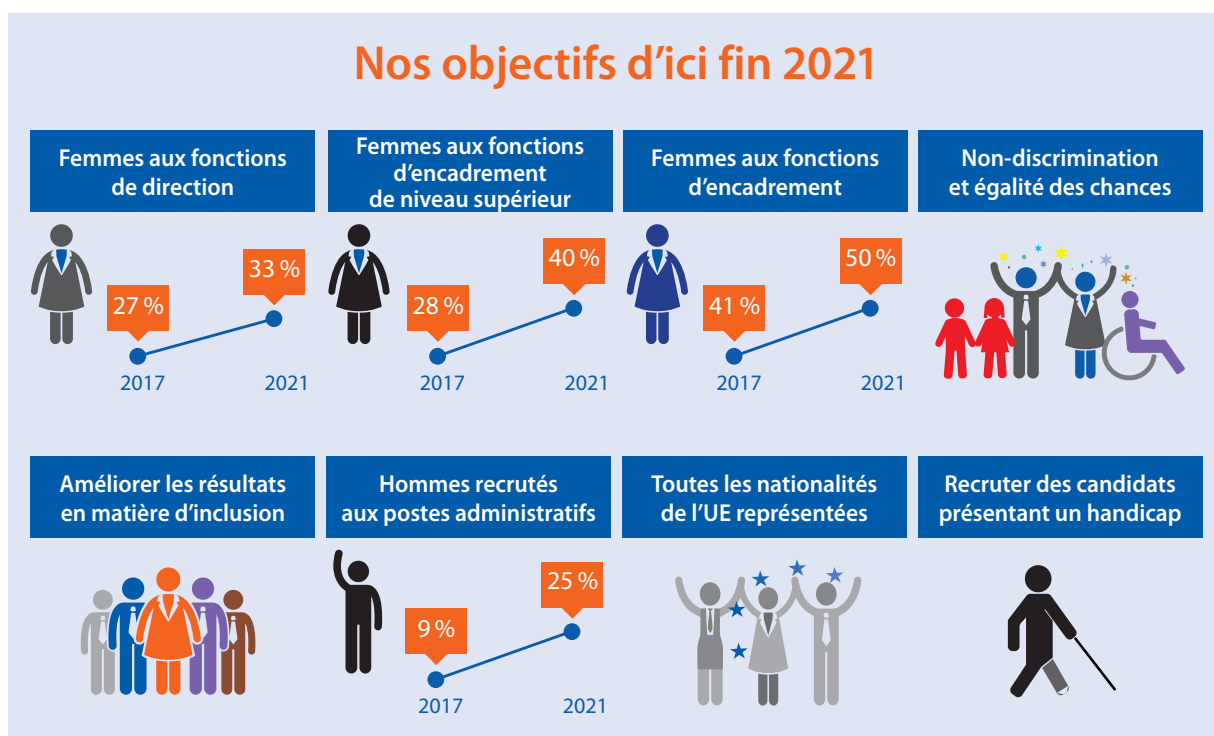 Nos objectifs d’ici fin 2021
Femmes aux fonctions
de direction
27 %
33 %
2017
2021
Femmes aux fonctions
d’encadrement
de niveau supérieur
28 %
40 %
2017
2021
Femmes aux fonctions
d’encadrement
41 %
50 %
2017
2021
Non-discrimination
et égalité des chances
Améliorer les résultats
en matière d’inclusion
Hommes recrutés
aux postes administratifs
9 %
25 %
2017
2021
Toutes les nationalités
de l’UE représentées
Recruter des candidats
présentant un handicap